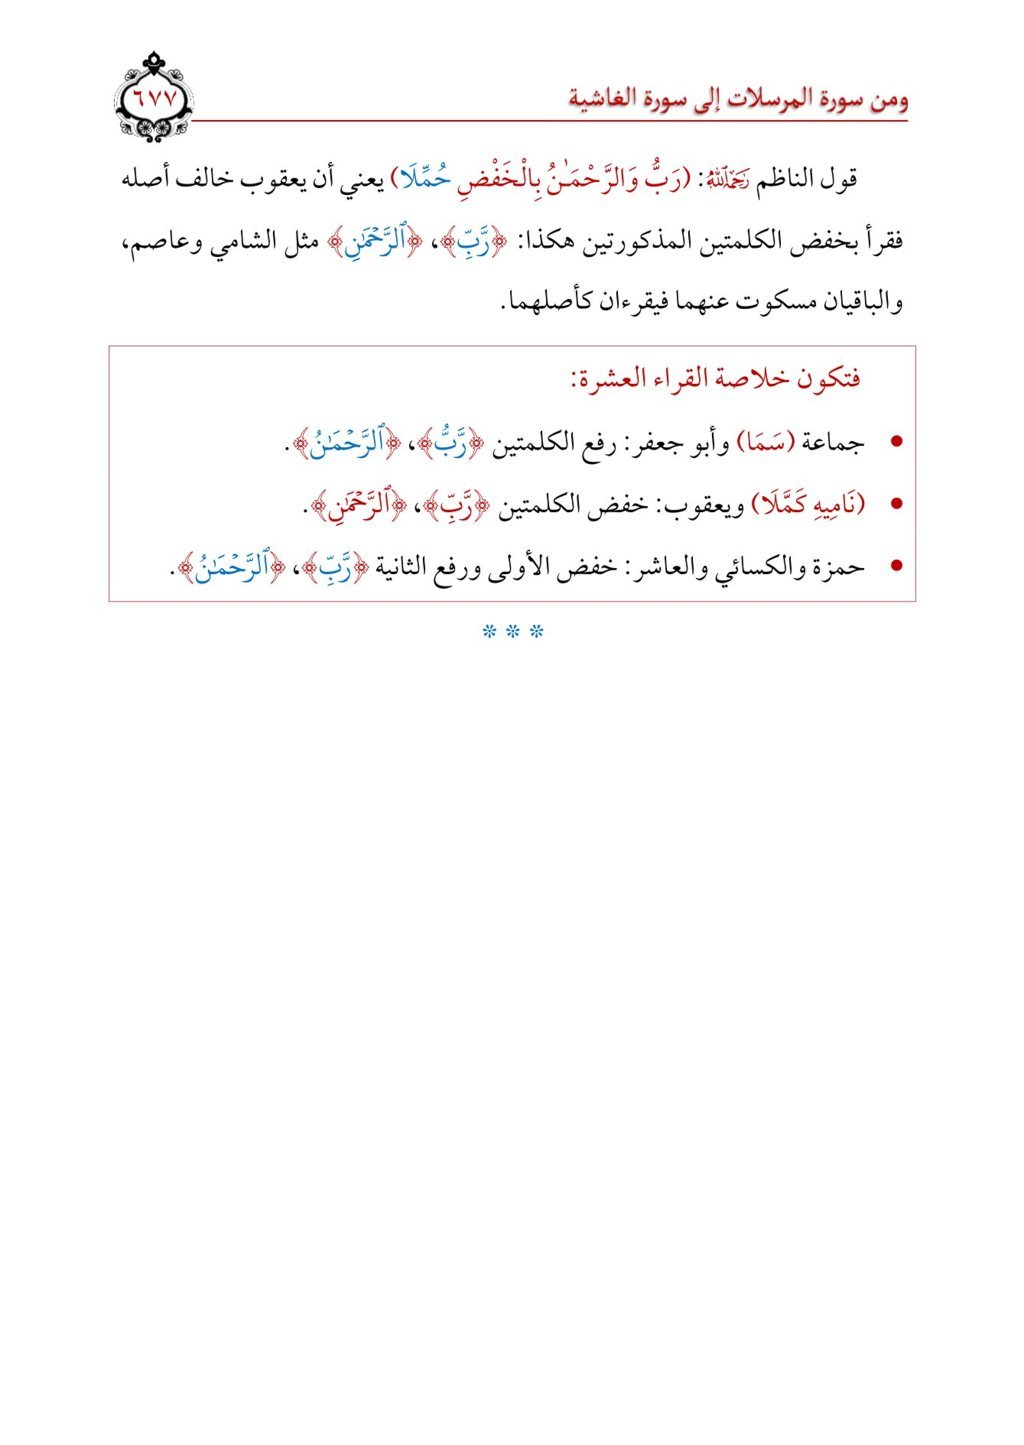 ومن سورة المرسلات إلى سورة الغاشية
٦٧٧
قول الناظم رحمه الله: (رَبُّ وَالرَّحْمَـٰنُ بِالْخَفْضِ حُمِّلَا) يعني أن يعقوب خالف أصله
فقرأ بخفض الكلمتين المذكورتين هكذا: ﴿رَّبِّ﴾، ﴿ٱلرَّحۡمَٰنِ﴾ مثل الشامي وعاصم،
والباقيان مسكوت عنهما فيقرءان كأصلهما.
فتكون خلاصة القراء العشرة:
• جماعة (سَمَا) وأبو جعفر: رفع الكلمتين ﴿رَّبُّ﴾، ﴿ٱلرَّحۡمَٰنُ﴾.
• (نَامِيهِ كَمَّلَا) ويعقوب: خفض الكلمتين ﴿رَّبِّ﴾، ﴿ٱلرَّحۡمَٰنِ﴾.
• حمزة والكسائي والعاشر: خفض الأولى ورفع الثانية ﴿رَّبِّ﴾، ﴿ٱلرَّحۡمَٰنُ﴾.
* * *